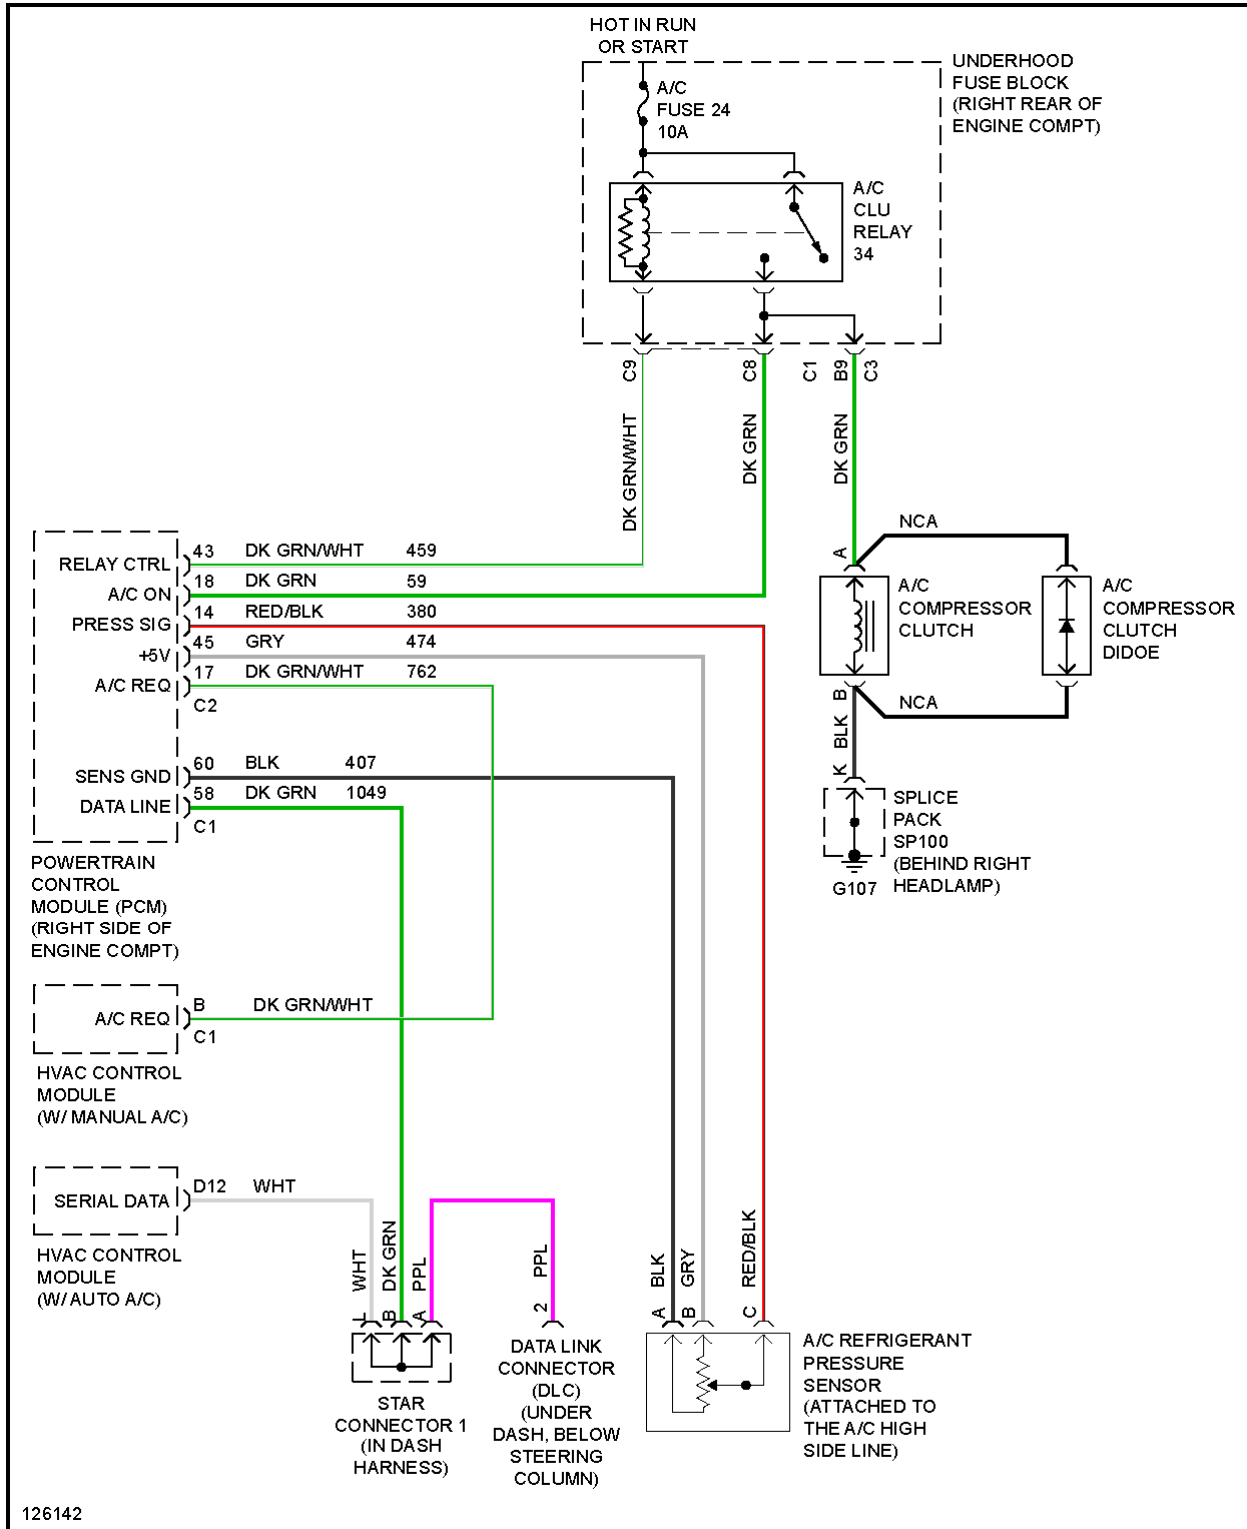 HOT IN RUN
OR START
UNDERHOOD
FUSE BLOCK
(RIGHT REAR OF
ENGINE COMPT)
A/C
FUSE 24
10A
A/C
CLU
RELAY
34
C9
C8
C1
B9
C3
DK GRN/WHT
DK GRN
DK GRN
NCA
A
A/C
COMPRESSOR
CLUTCH
A/C
COMPRESSOR
CLUTCH
DIDOE
B
NCA
BLK
K
SPLICE
PACK
SP100
(BEHIND RIGHT
HEADLAMP)
G107
RELAY CTRL 43 DK GRN/WHT 459
A/C ON 18 DK GRN 59
PRESS SIG 14 RED/BLK 380
+5V 45 GRY 474
A/C REQ 17 DK GRN/WHT 762
C2
SENS GND 60 BLK 407
DATA LINE 58 DK GRN 1049
C1
POWERTRAIN
CONTROL
MODULE (PCM)
(RIGHT SIDE OF
ENGINE COMPT)
A/C REQ B DK GRN/WHT
C1
HVAC CONTROL
MODULE
(W/ MANUAL A/C)
SERIAL DATA D12 WHT
HVAC CONTROL
MODULE
(W/ AUTO A/C)
WHT
DK GRN
PPL
PPL
BLK
GRY
RED/BLK
L
B
A
2
A
B
C
STAR
CONNECTOR 1
(IN DASH
HARNESS)
DATA LINK
CONNECTOR
(DLC)
(UNDER
DASH, BELOW
STEERING
COLUMN)
A/C REFRIGERANT
PRESSURE
SENSOR
(ATTACHED TO
THE A/C HIGH
SIDE LINE)
126142